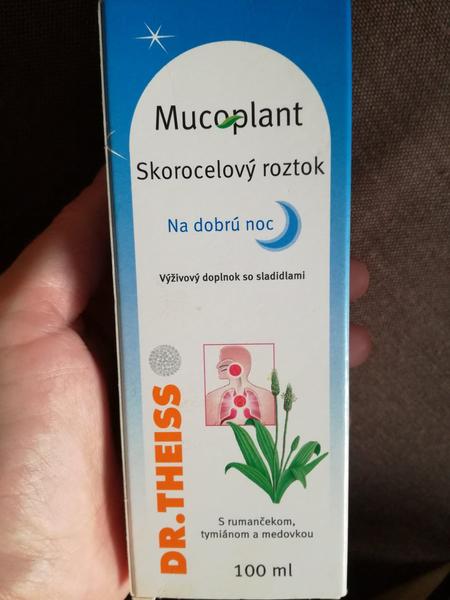 Mucoplant
Skorocelový roztok
Na dobrú noc
Výživový doplnok so sladidlami
DR.THEISS
S rumančekom,
tymiánom a medovkou
100 ml